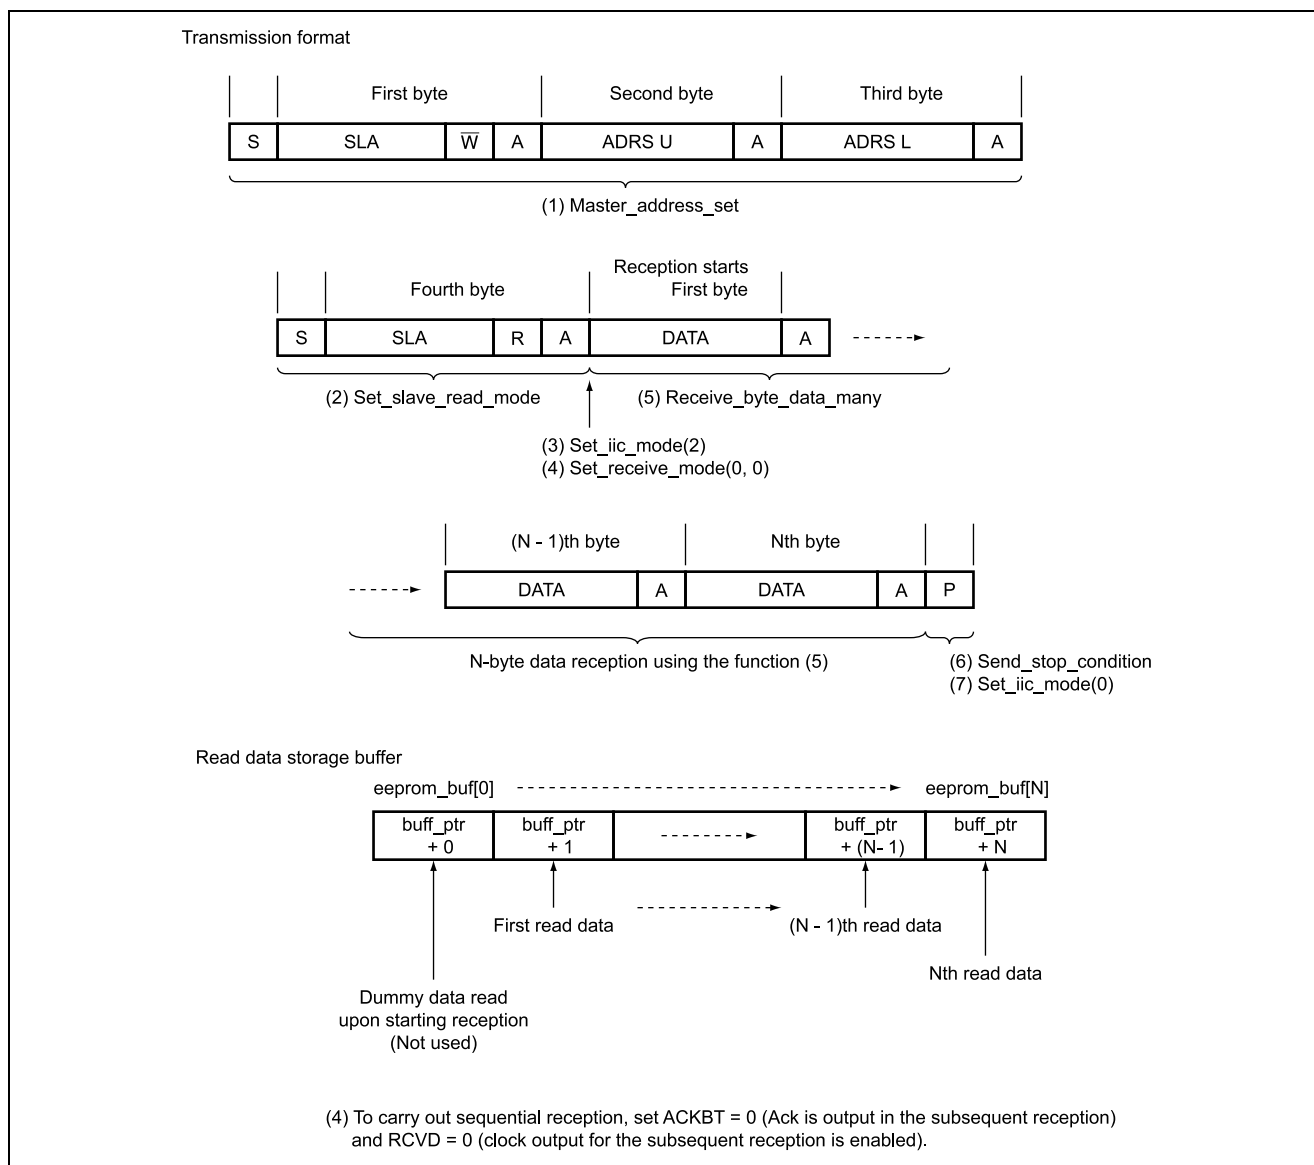 Transmission format
First byte Second byte Third byte
S SLA W̅ A ADRS U A ADRS L A
(1) Master_address_set
Reception starts
Fourth byte First byte
S SLA R A DATA A
(2) Set_slave_read_mode (5) Receive_byte_data_many
(3) Set_iic_mode(2)
(4) Set_receive_mode(0, 0)
(N - 1)th byte Nth byte
DATA A DATA A P
N-byte data reception using the function (5) (6) Send_stop_condition
(7) Set_iic_mode(0)
Read data storage buffer
eeprom_buf[0] eeprom_buf[N]
buff_ptr buff_ptr buff_ptr buff_ptr
+ 0 + 1 + (N- 1) + N
First read data (N - 1)th read data
Nth read data
Dummy data read
upon starting reception
(Not used)
(4) To carry out sequential reception, set ACKBT = 0 (Ack is output in the subsequent reception)
and RCVD = 0 (clock output for the subsequent reception is enabled).